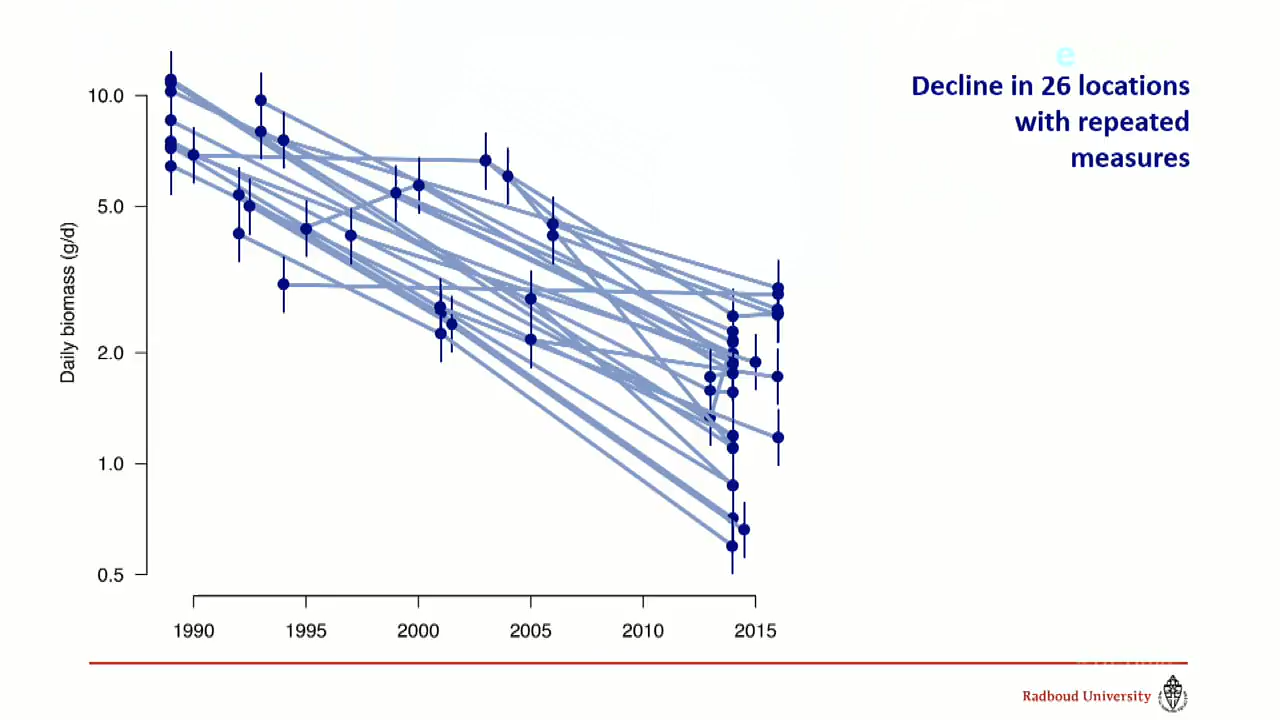 e
Decline in 26 locations
with repeated
measures
Daily biomass (g/d)
10.0
5.0
2.0
1.0
0.5
1990 1995 2000 2005 2010 2015
Radboud University